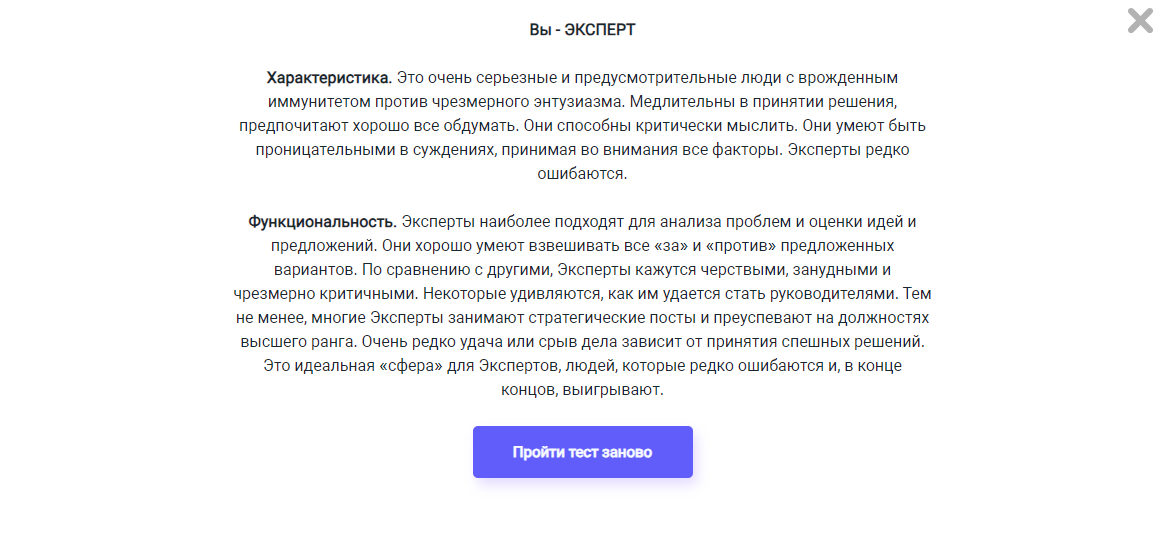 Вы - ЭКСПЕРТ
Характеристика. Это очень серьезные и предусмотрительные люди с врожденным
иммунитетом против чрезмерного энтузиазма. Медлительны в принятии решения,
предпочитают хорошо все обдумать. Они способны критически мыслить. Они умеют быть
проницательными в суждениях, принимая во внимания все факторы. Эксперты редко
ошибаются.
Функциональность. Эксперты наиболее подходят для анализа проблем и оценки идей и
предложений. Они хорошо умеют взвешивать все «за» и «против» предложенных
вариантов. По сравнению с другими, Эксперты кажутся черствыми, занудными и
чрезмерно критичными. Некоторые удивляются, как им удается стать руководителями. Тем
не менее, многие Эксперты занимают стратегические посты и преуспевают на должностях
высшего ранга. Очень редко удача или срыв дела зависит от принятия спешных решений.
Это идеальная «сфера» для Экспертов, людей, которые редко ошибаются и, в конце
концов, выигрывают.
Пройти тест заново